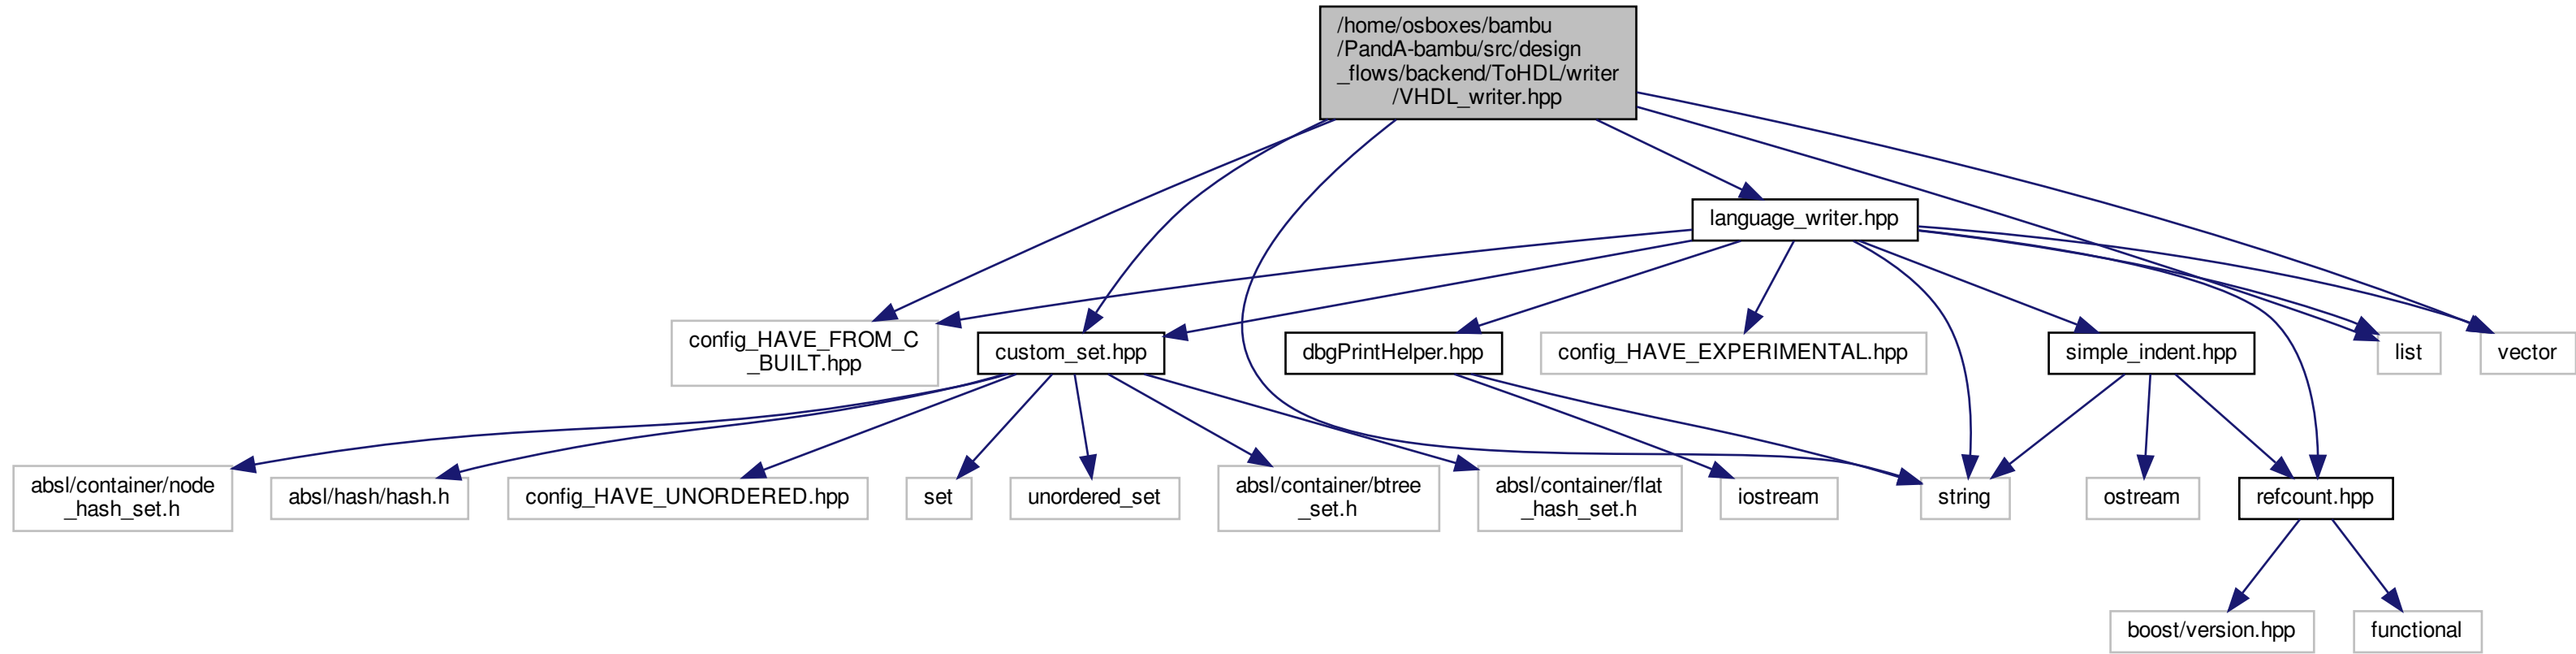 /home/osboxes/bambu
/PandA-bambu/src/design
_flows/backend/ToHDL/writer
/VHDL_writer.hpp
language_writer.hpp
config_HAVE_FROM_C
_BUILT.hpp
custom_set.hpp
dbgPrintHelper.hpp
config_HAVE_EXPERIMENTAL.hpp
simple_indent.hpp
list
vector
absl/container/node
_hash_set.h
absl/hash/hash.h
config_HAVE_UNORDERED.hpp
set
unordered_set
absl/container/btree
_set.h
absl/container/flat
_hash_set.h
iostream
string
ostream
refcount.hpp
boost/version.hpp
functional